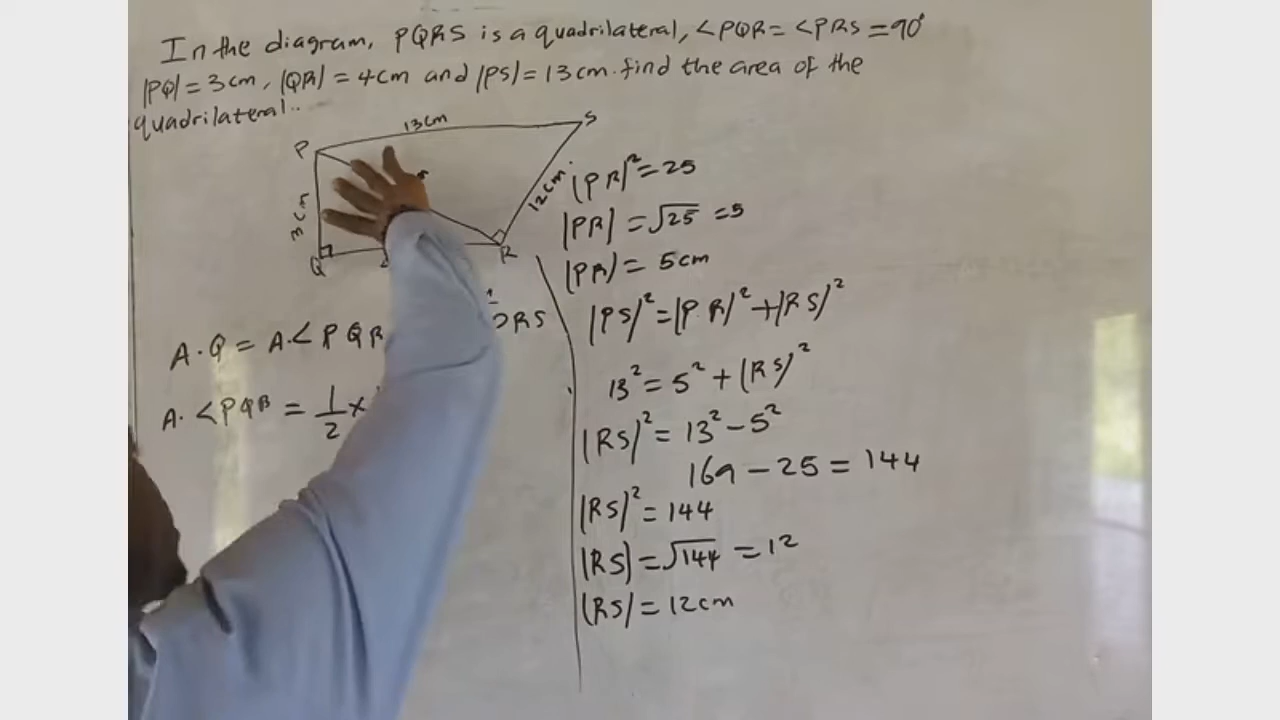 In the diagram, PQRS is a quadrilateral, <PQR = <PRS = 90°
|PQ| = 3cm, |QR| = 4cm and |PS| = 13cm. find the area of the
quadrilateral..
13cm
P
S
3cm
12cm.
Q
R
|PR|² = 25
|PR| = √25 = 5
|PR| = 5cm
|PS|² = |PR|² + |RS|²
13² = 5² + |RS|²
|RS|² = 13² - 5²
169 - 25 = 144
|RS|² = 144
|RS| = √144 = 12
|RS| = 12cm
A.Q = A.< PQR
RS
A. <PQR = 1/2 x